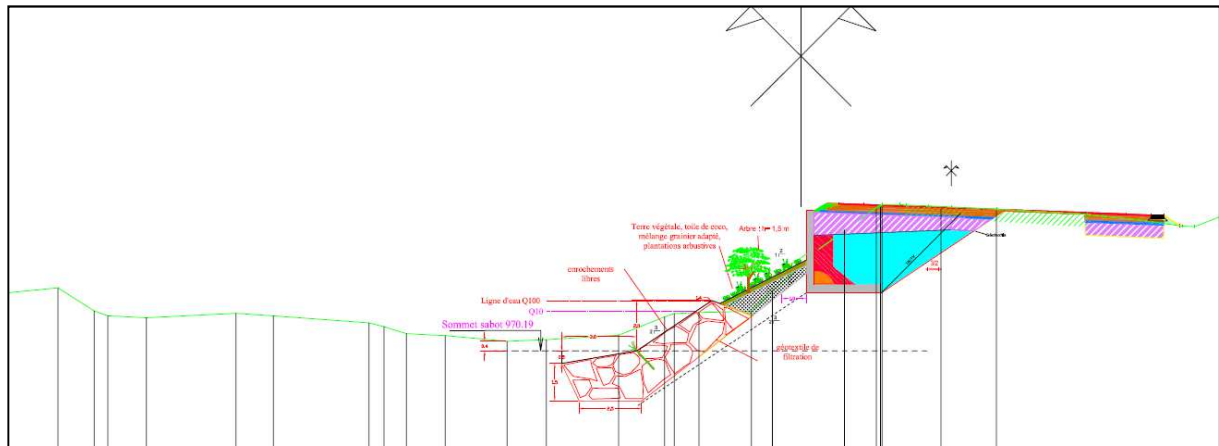 Terre végétale, toile de coco,
mélange grainier adapté,
plantations arbustives
Arbre : h= 1,5 m
enrochements
libres
Ligne d'eau Q100
Q10
Sommet sabot 970.19
géotextile de
filtration